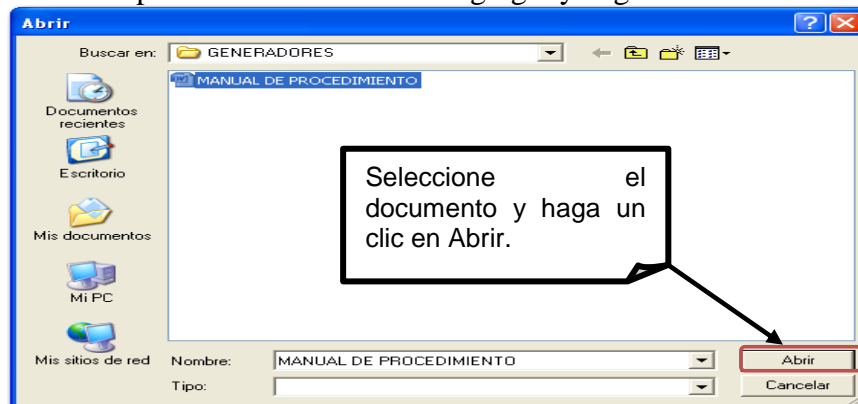 Abrir
Buscar en: GENERADORES
MANUAL DE PROCEDIMIENTO
Documentos
recientes
Escritorio
Mis documentos
Mi PC
Mis sitios de red
Seleccione el
documento y haga un
clic en Abrir.
Nombre: MANUAL DE PROCEDIMIENTO
Abrir
Tipo:
Cancelar